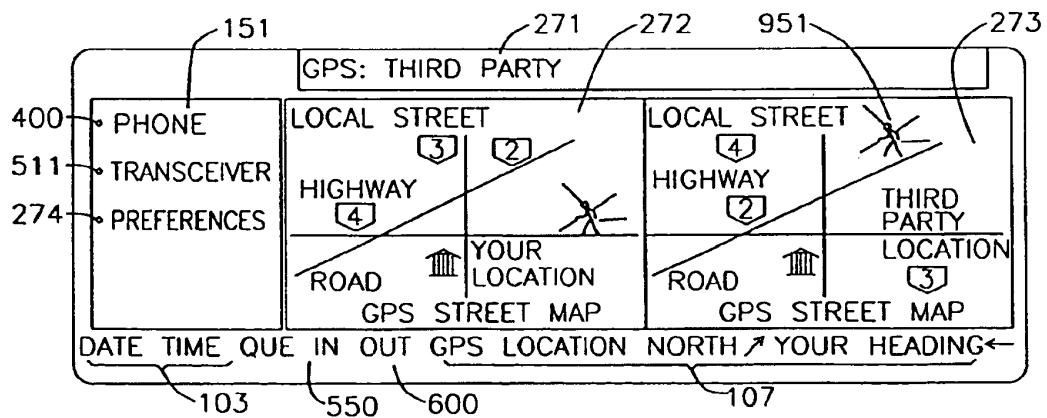 151 271 272 951 273
GPS: THIRD PARTY
400 PHONE
511 TRANSCEIVER
274 PREFERENCES
LOCAL STREET
3 2
HIGHWAY
4
YOUR
LOCATION
ROAD
GPS STREET MAP
LOCAL STREET
4
HIGHWAY
2
THIRD
PARTY
LOCATION
3
ROAD
GPS STREET MAP
DATE TIME QUE IN OUT GPS LOCATION NORTH↗ YOUR HEADING←
103 550 600 107